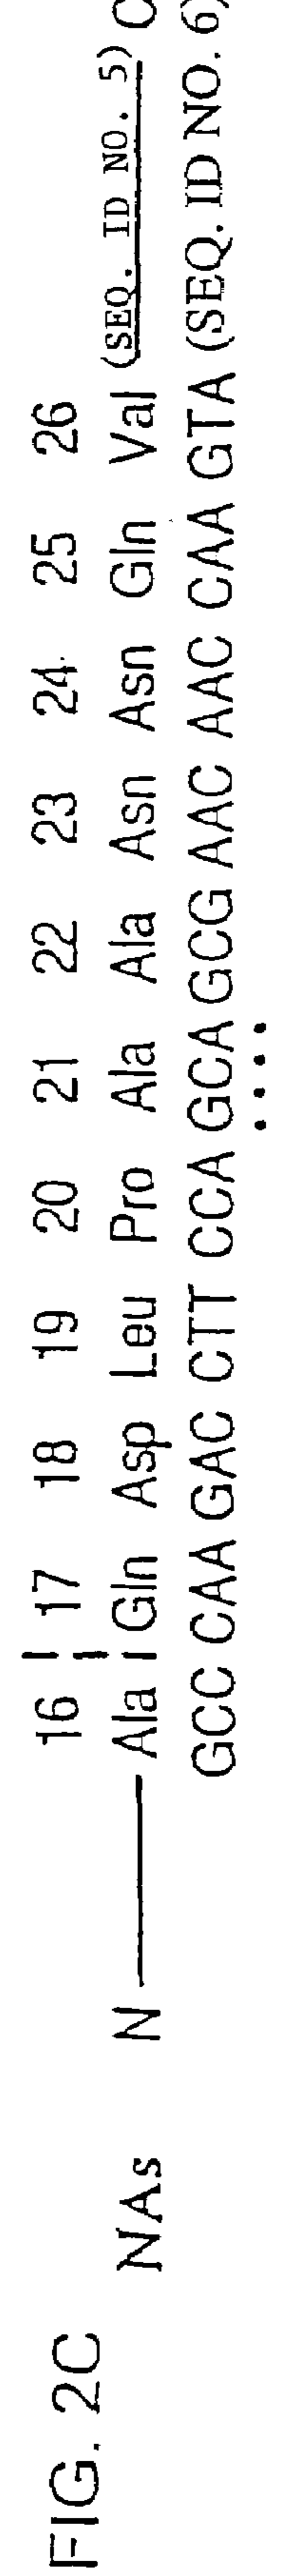 FIG. 2C
16 17 18 19 20 21 22 23 24 25 26
NAs N Ala Gln Asp Leu Pro Ala Ala Asn Asn Gln Val (SEQ. ID NO. 5) C
GCC CAA GAC CTT CCA GCA GCG AAC AAC CAA GTA (SEQ. ID NO. 6)